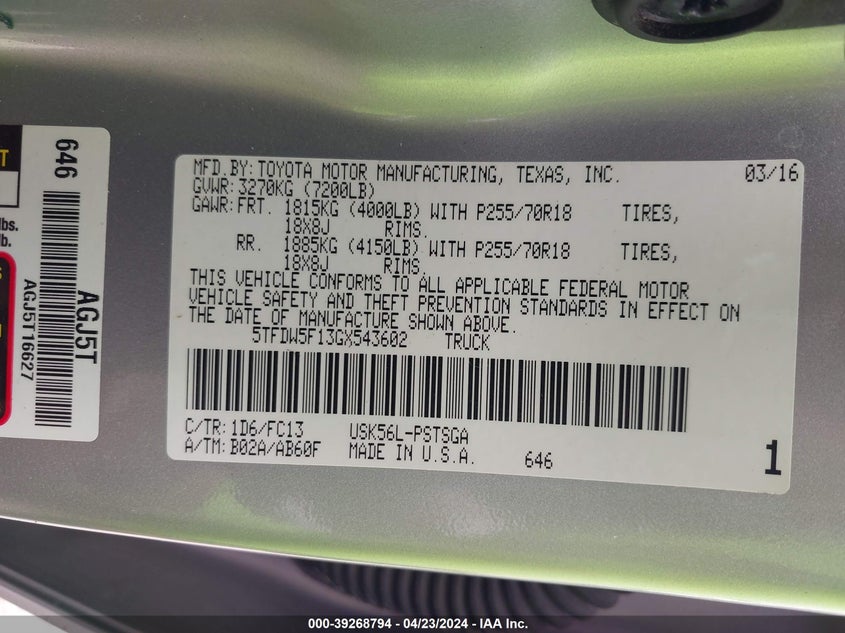 MFD.BY:TOYOTA MOTOR MANUFACTURING, TEXAS, INC. 03/16
GVWR:3270KG (7200LB)
GAWR:FRT. 1815KG (4000LB) WITH P255/70R18 TIRES,
18X8J RIMS.
RR. 1885KG (4150LB) WITH P255/70R18 TIRES,
18X8J RIMS.
THIS VEHICLE CONFORMS TO ALL APPLICABLE FEDERAL MOTOR
VEHICLE SAFETY AND THEFT PREVENTION STANDARDS IN EFFECT ON
THE DATE OF MANUFACTURE SHOWN ABOVE.
5TFDW5F13GX543602 TRUCK
C/TR:1D6/FC13 USK56L-PSTSGA
A/TM:B02A/AB60F MADE IN U.S.A. 646 1
646
AGJ5T
AGJ5T16627
T
lbs.
lb.
S
000-39268794 - 04/23/2024 - IAA Inc.